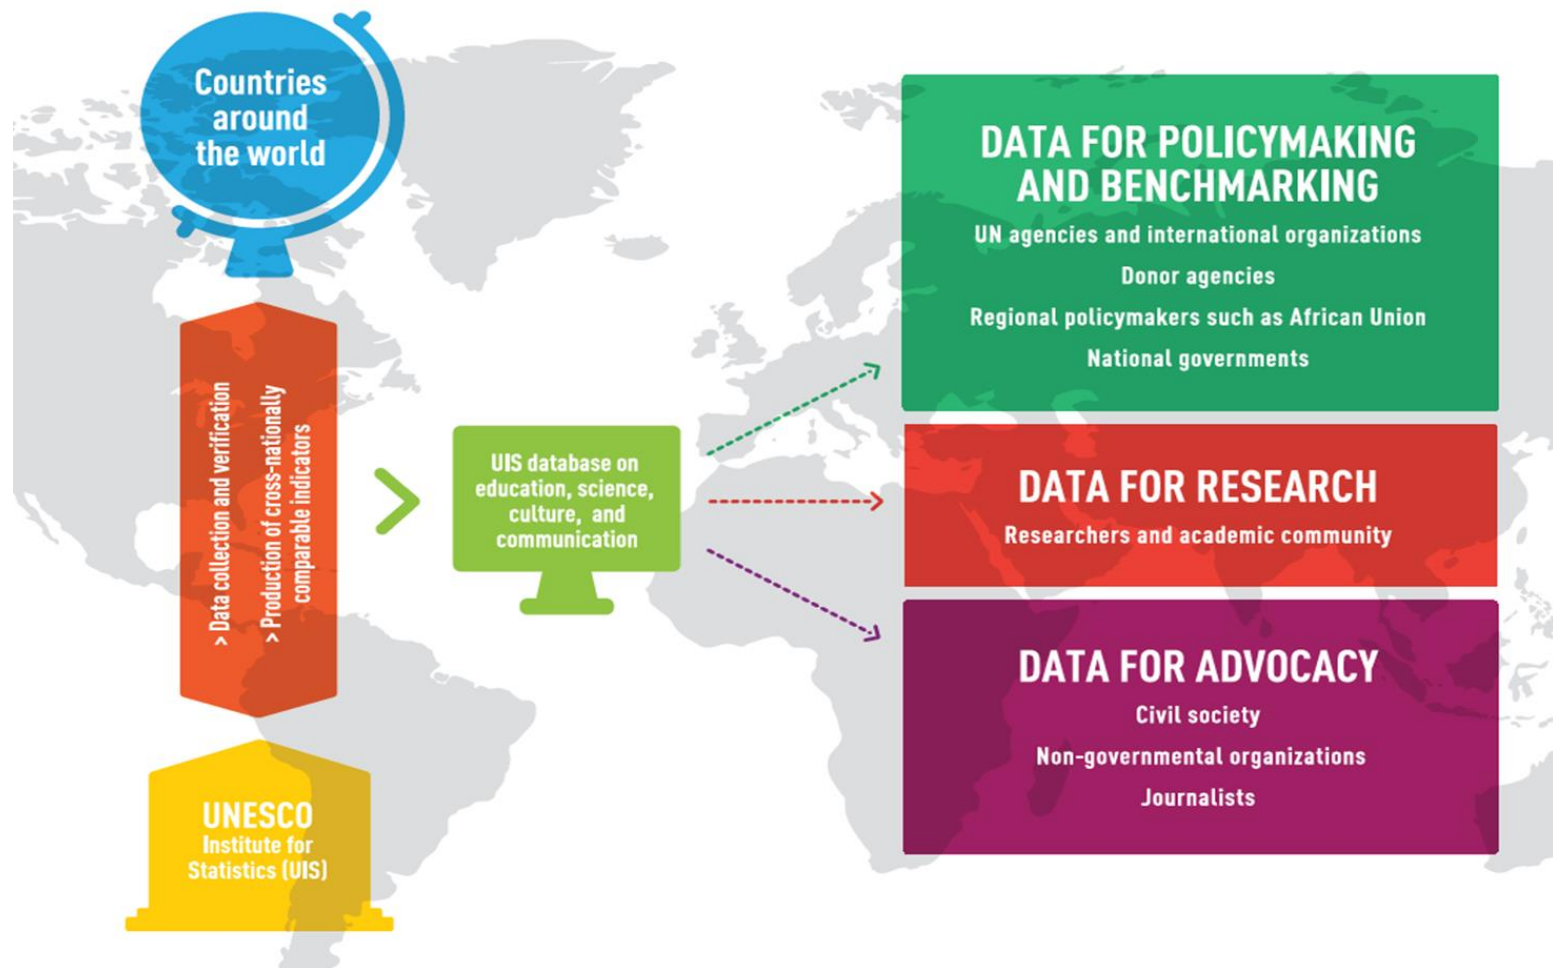 Countries
around
the world
> Data collection and verification
> Production of cross-nationally
comparable indicators
UNESCO
Institute for
Statistics (UIS)
UIS database on
education, science,
culture, and
communication
DATA FOR POLICYMAKING
AND BENCHMARKING
UN agencies and international organizations
Donor agencies
Regional policymakers such as African Union
National governments
DATA FOR RESEARCH
Researchers and academic community
DATA FOR ADVOCACY
Civil society
Non-governmental organizations
Journalists